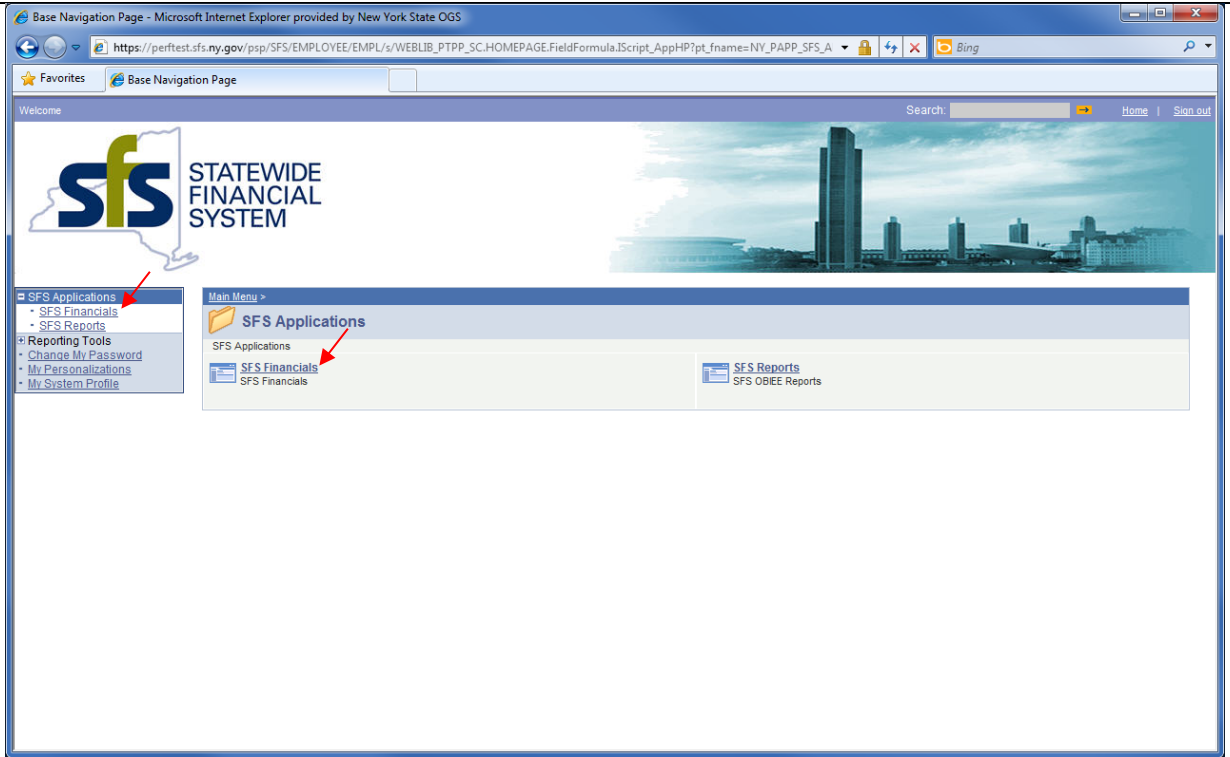 Base Navigation Page - Microsoft Internet Explorer provided by New York State OGS
https://perftest.sfs.ny.gov/psp/SFS/EMPLOYEE/EMPL/s/WEBLIB_PTPP_SC.HOMEPAGE.FieldFormula.IScript_AppHP?pt_fname=NY_PAPP_SFS_A
Bing
Favorites
Base Navigation Page
Welcome
Search:
Home | Sign out
sfs
STATEWIDE
FINANCIAL
SYSTEM
SFS Applications
SFS Financials
SFS Reports
Reporting Tools
Change My Password
My Personalizations
My System Profile
Main Menu >
SFS Applications
SFS Applications
SFS Financials
SFS Financials
SFS Reports
SFS OBIEE Reports